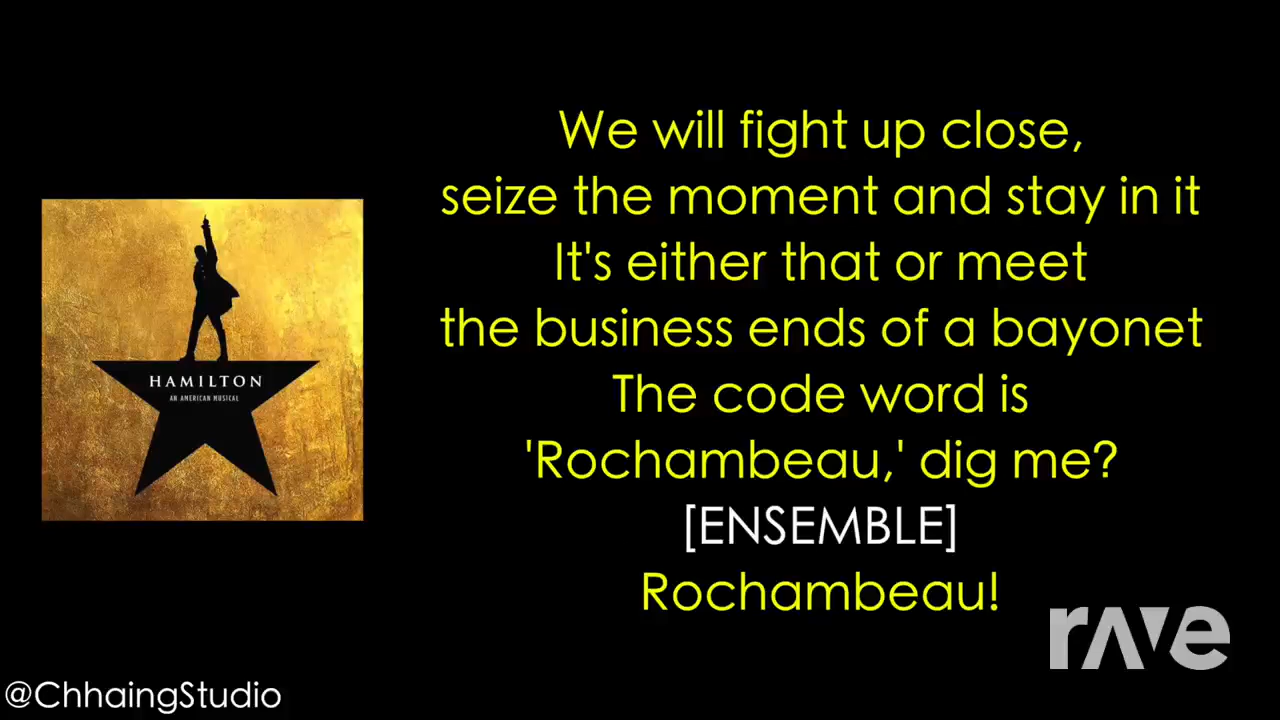 We will fight up close,
seize the moment and stay in it
It's either that or meet
the business ends of a bayonet
The code word is
'Rochambeau,' dig me?
[ENSEMBLE]
Rochambeau!
HAMILTON
AN AMERICAN MUSICAL
rave
@ChhaingStudio